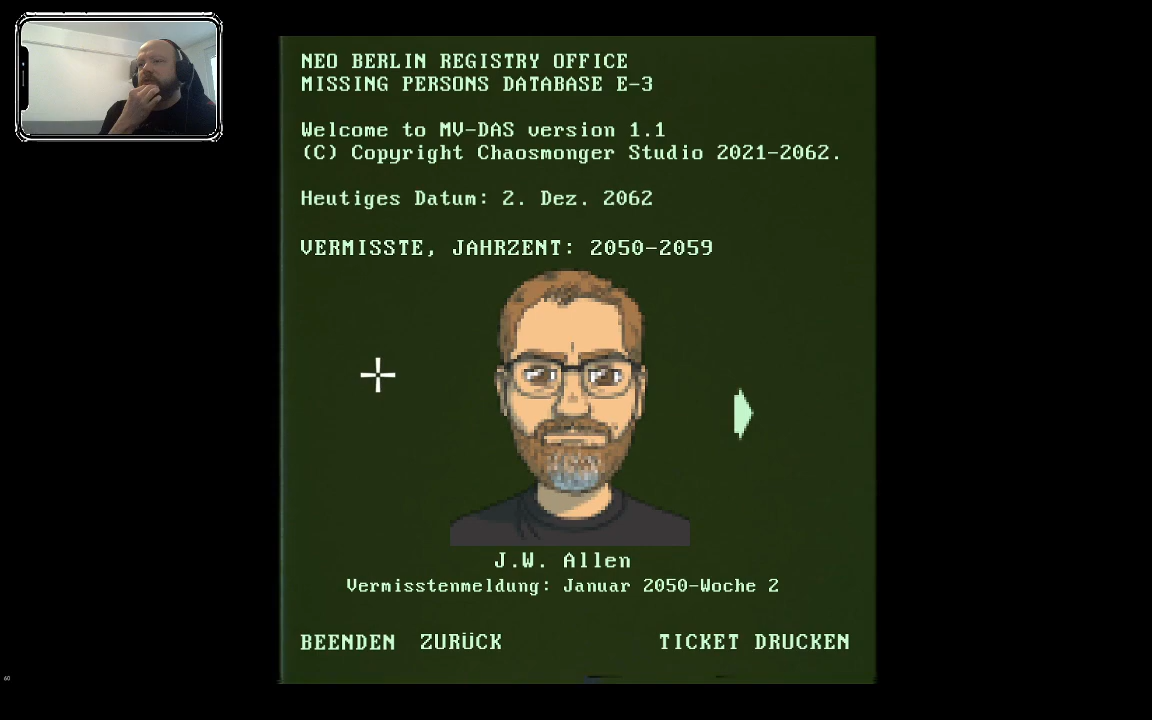 NEO BERLIN REGISTRY OFFICE
MISSING PERSONS DATABASE E-3
Welcome to MV-DAS version 1.1
(C) Copyright Chaosmonger Studio 2021-2062.
Heutiges Datum: 2. Dez. 2062
VERMISSTE, JAHRZENT: 2050-2059
J.W. Allen
Vermisstenmeldung: Januar 2050-Woche 2
BEENDEN ZURÜCK TICKET DRUCKEN
60